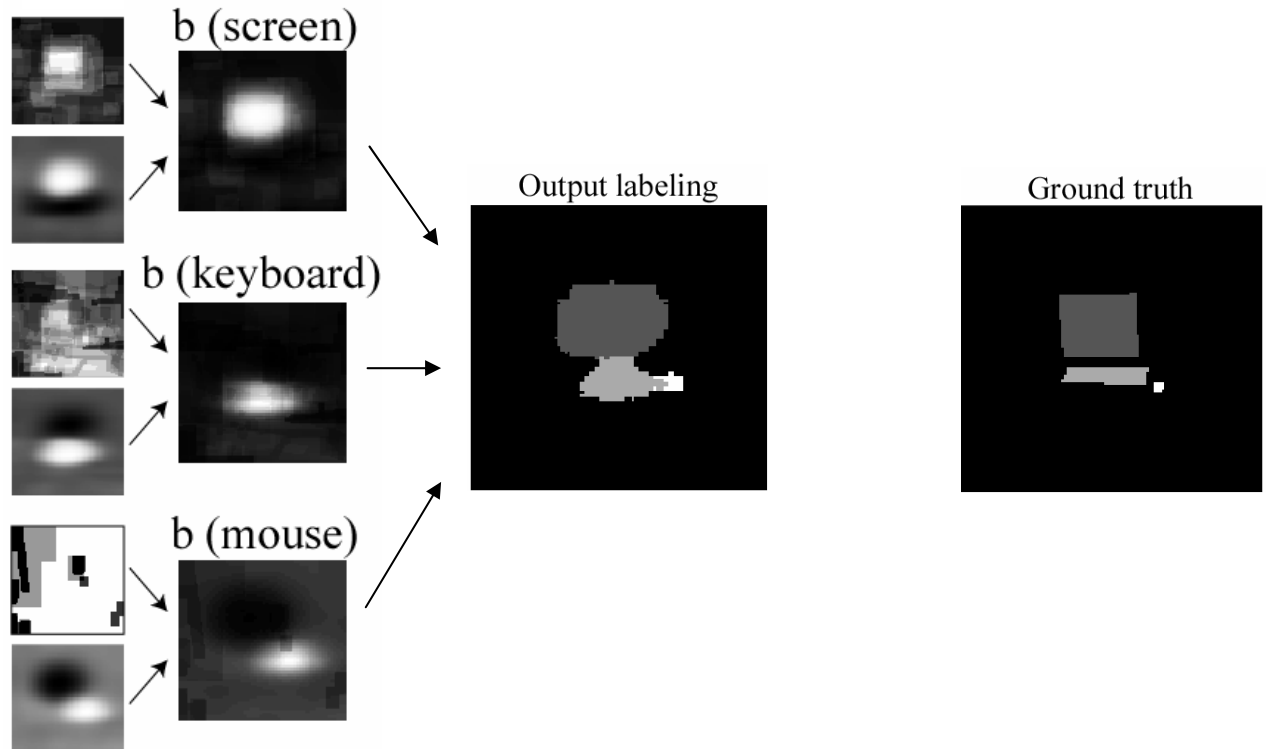 b (screen)
Output labeling
Ground truth
b (keyboard)
b (mouse)